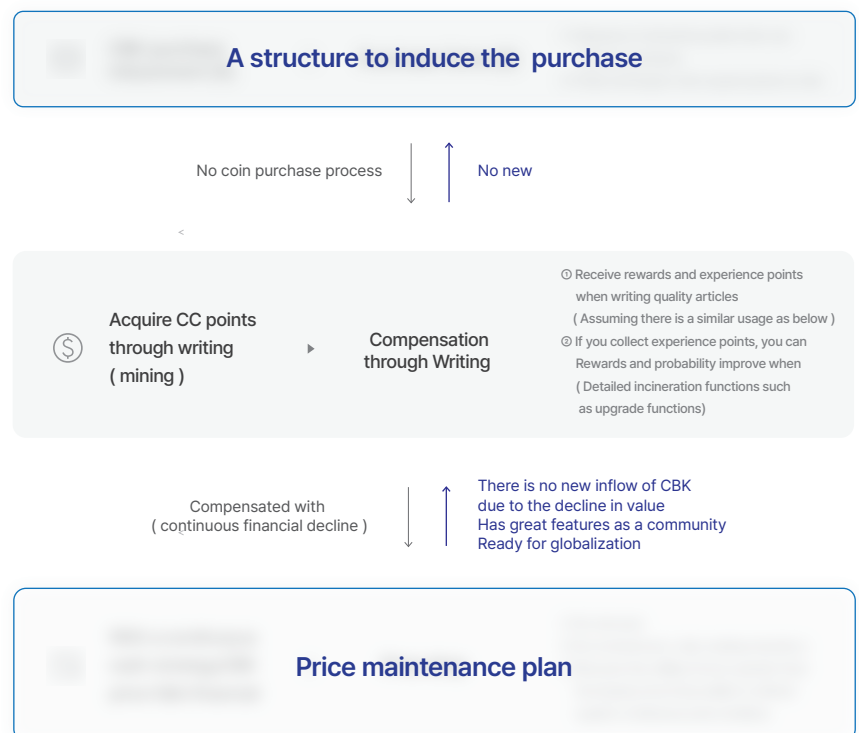 A structure to induce the purchase
No coin purchase process
No new
<
Acquire CC points
through writing
( mining )
Compensation
through Writing
① Receive rewards and experience points
when writing quality articles
( Assuming there is a similar usage as below )
② If you collect experience points, you can
Rewards and probability improve when
( Detailed incineration functions such
as upgrade functions)
Compensated with
( continuous financial decline )
There is no new inflow of CBK
due to the decline in value
Has great features as a community
Ready for globalization
Price maintenance plan